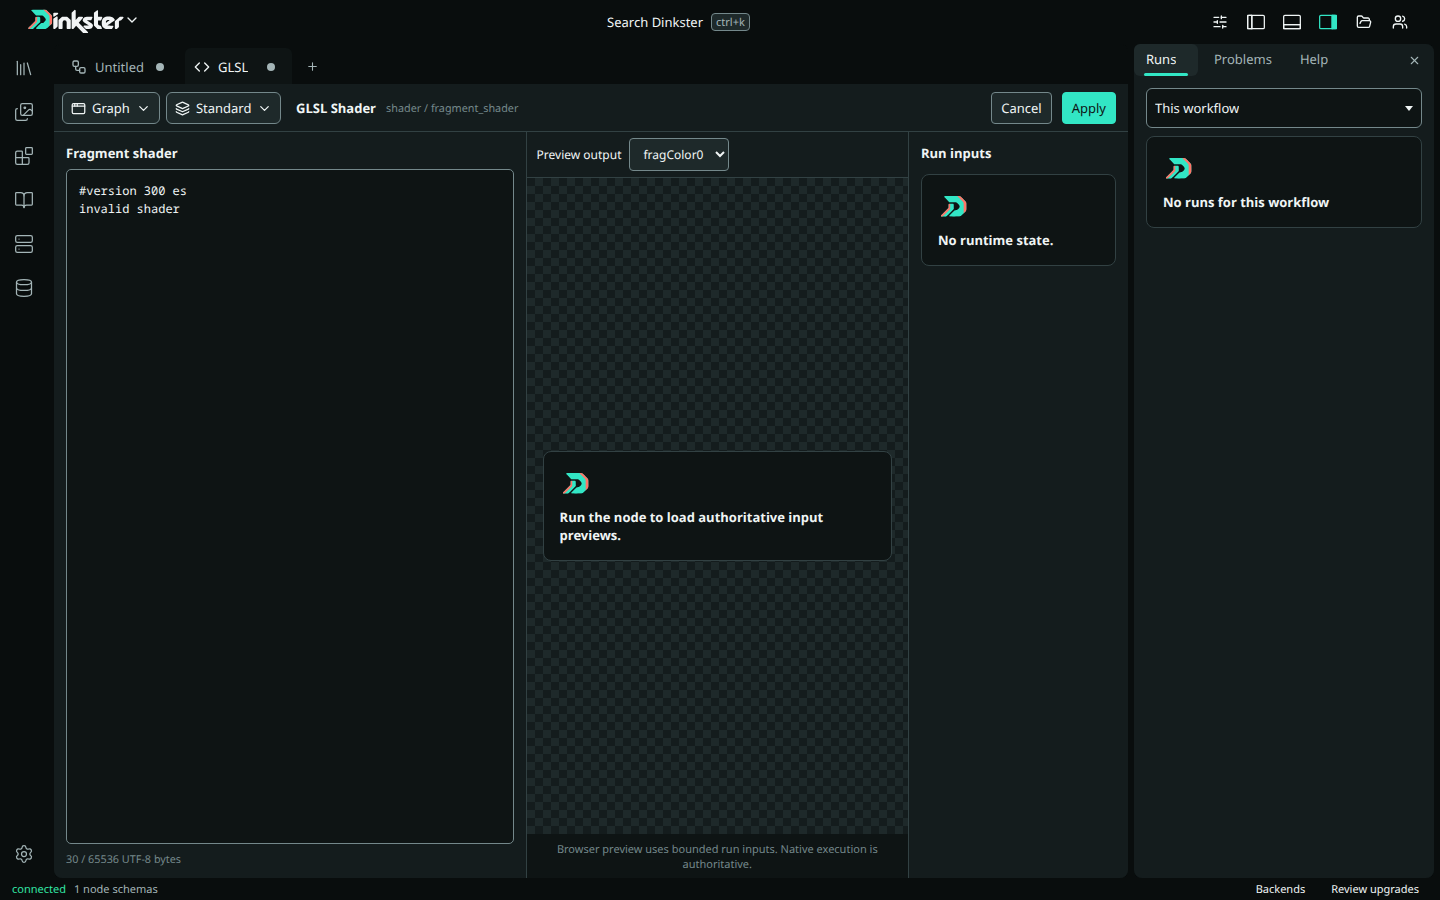 Dinkster
Search Dinkster ctrl+k
Untitled
GLSL
Graph
Standard
GLSL Shader
shader / fragment_shader
Cancel
Apply
Fragment shader
#version 300 es
invalid shader
30 / 65536 UTF-8 bytes
Preview output
fragColor0
Run the node to load authoritative input
previews.
Browser preview uses bounded run inputs. Native execution is
authoritative.
Run inputs
No runtime state.
Runs
Problems
Help
This workflow
No runs for this workflow
connected
1 node schemas
Backends
Review upgrades